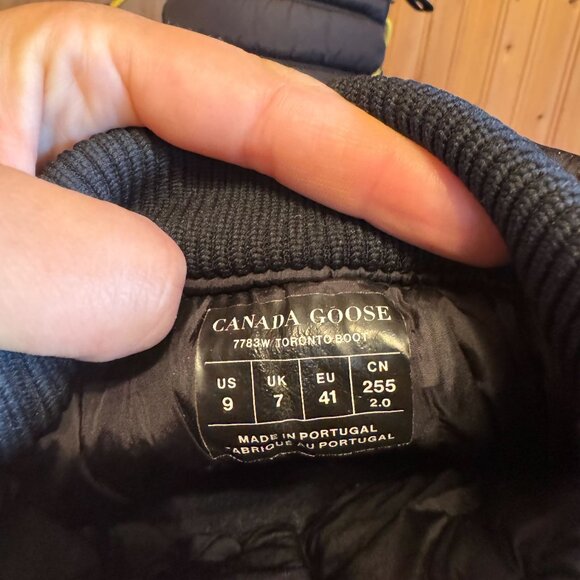 CANADA GOOSE
7783W TORONTO BOOT
US UK EU CN
9 7 41 255
2.0
MADE IN PORTUGAL
FABRIQUÉ AU PORTUGAL